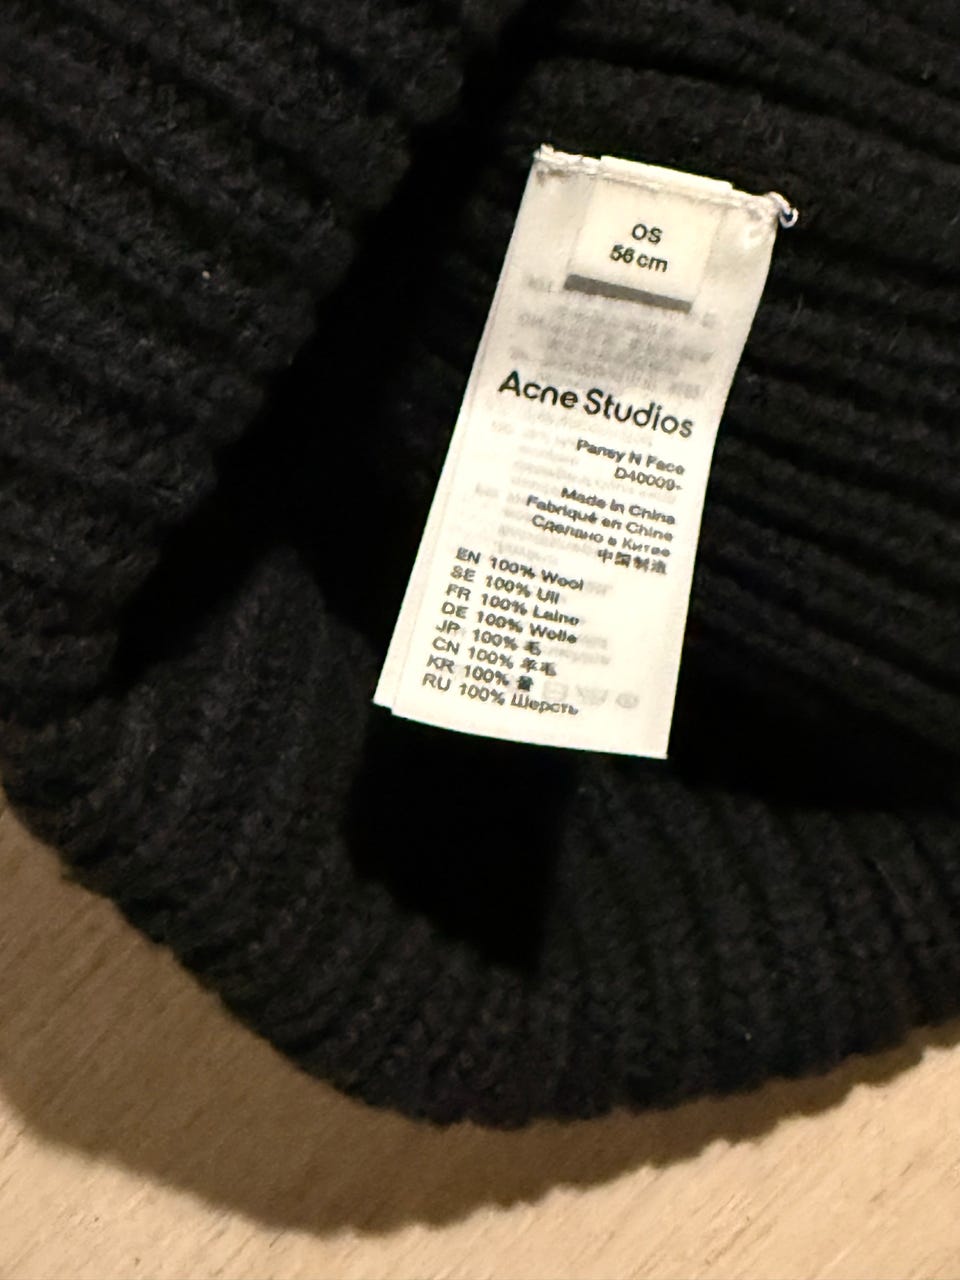 OS
56 cm
Acne Studios
Pansy N Face
D40009-
Made in China
Fabriqué en Chine
Сделано в Китае
中国制造
EN 100% Wool
SE 100% Ull
FR 100% Laine
DE 100% Wolle
JP 100% 毛
CN 100% 羊毛
KR 100% 울
RU 100% Шерсть